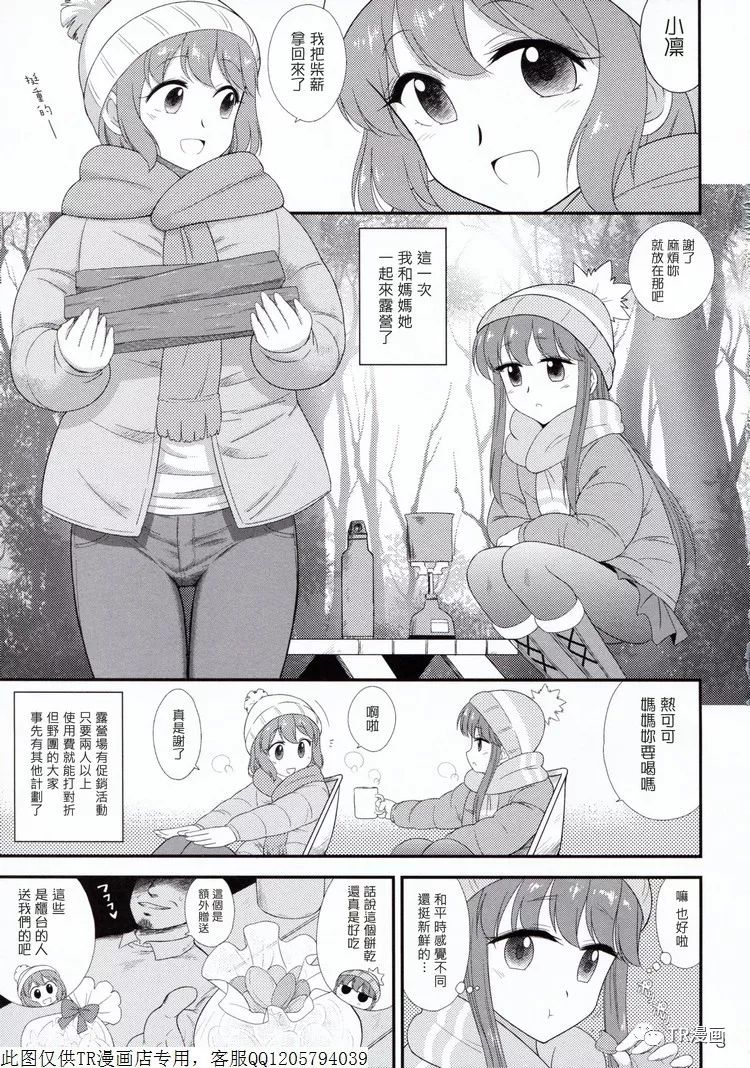 小凜
我把柴薪
拿回來了
挺重的—
謝了
麻煩妳
就放在那吧
這一次
我和媽媽她
一起來露營了
熱可可
媽媽妳要喝嗎
啊啦
真是謝了
露營場有促銷活動
只要兩人以上
使用費就能打對折
但野團的大家
事先有其他計劃了
嘛 也好啦
和平時感覺不同
還挺新鮮的…
話說這個餅乾
還真是好吃
這個是
額外贈送
這些
是櫃台的人
送我們的吧
TR漫画
此图仅供TR漫画店专用，客服QQ1205794039